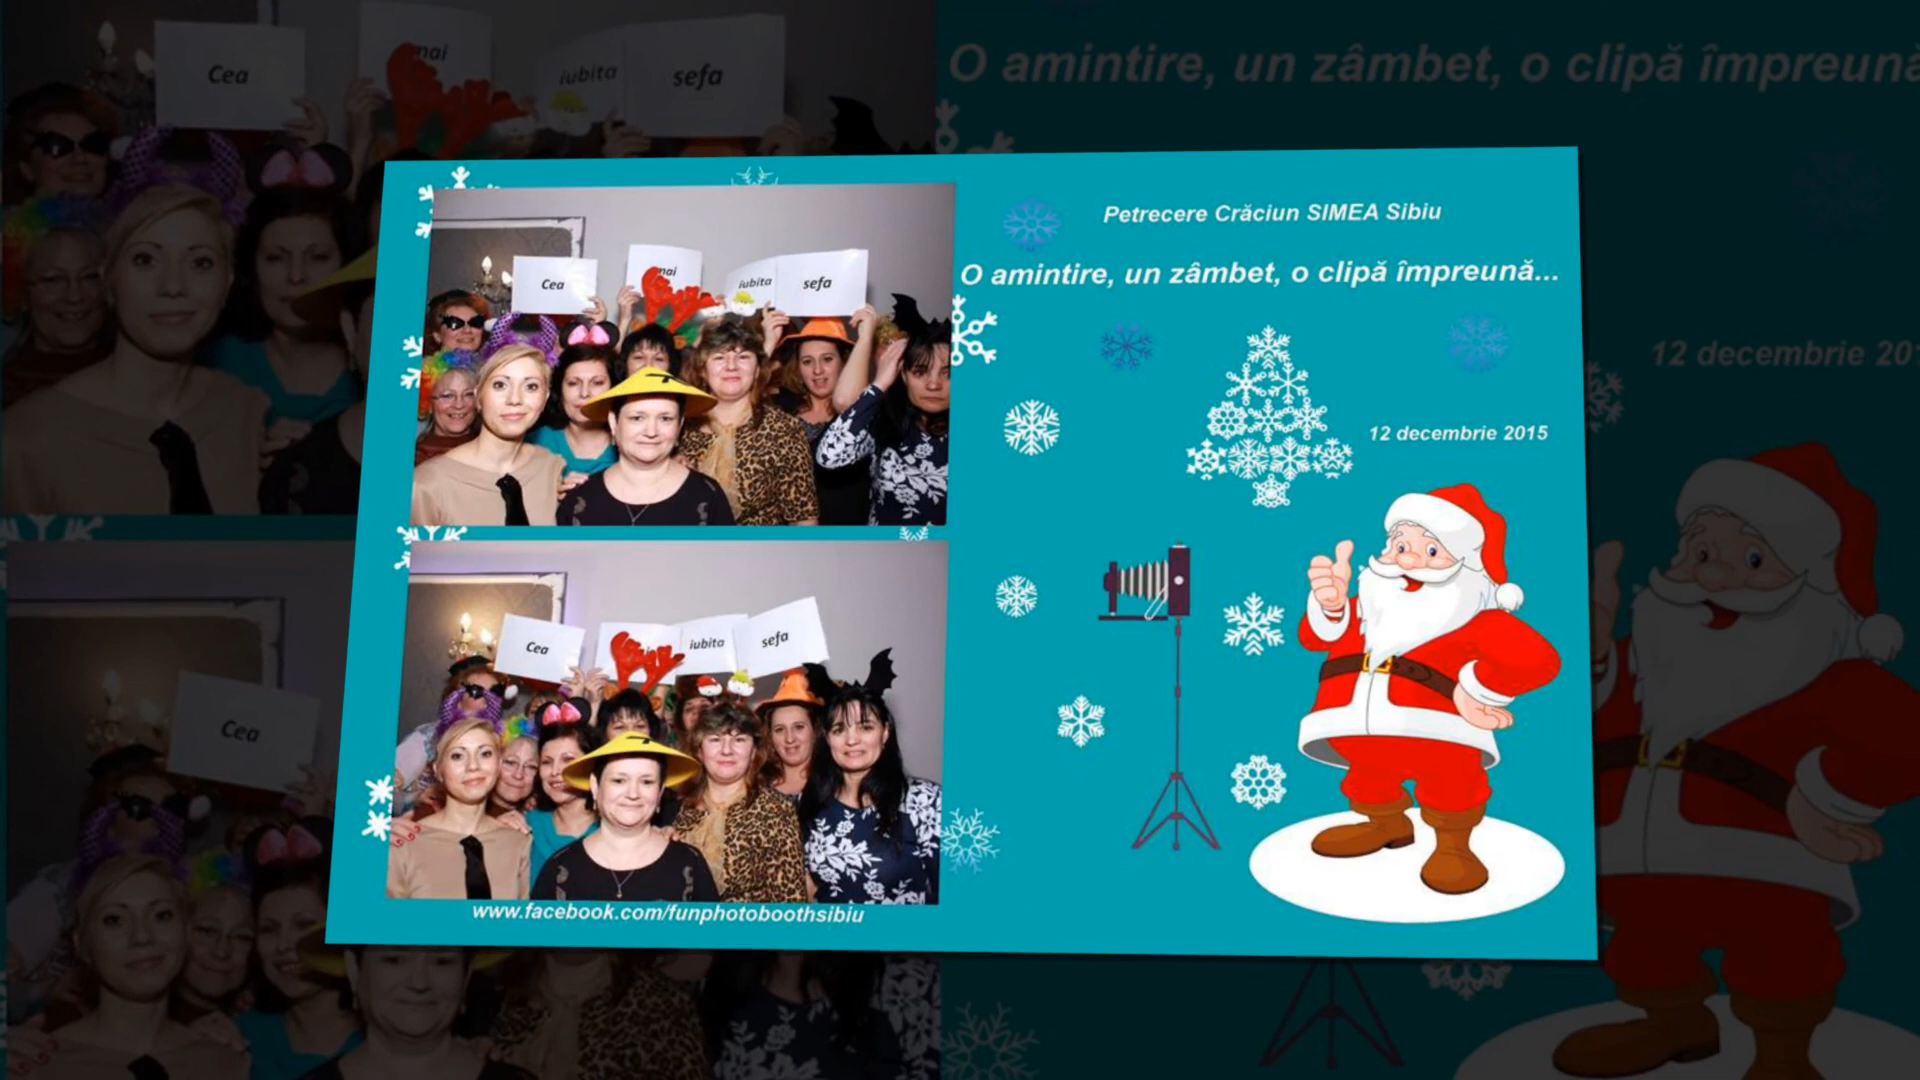 Cea
mai
iubita
sefa
O amintire, un zâmbet, o clipă împreună
12 decembrie 20
Petrecere Crăciun SIMEA Sibiu
O amintire, un zâmbet, o clipă împreună...
12 decembrie 2015
Cea
mai
iubita
sefa
Cea
iubita
sefa
www.facebook.com/funphotoboothsibiu
Cea